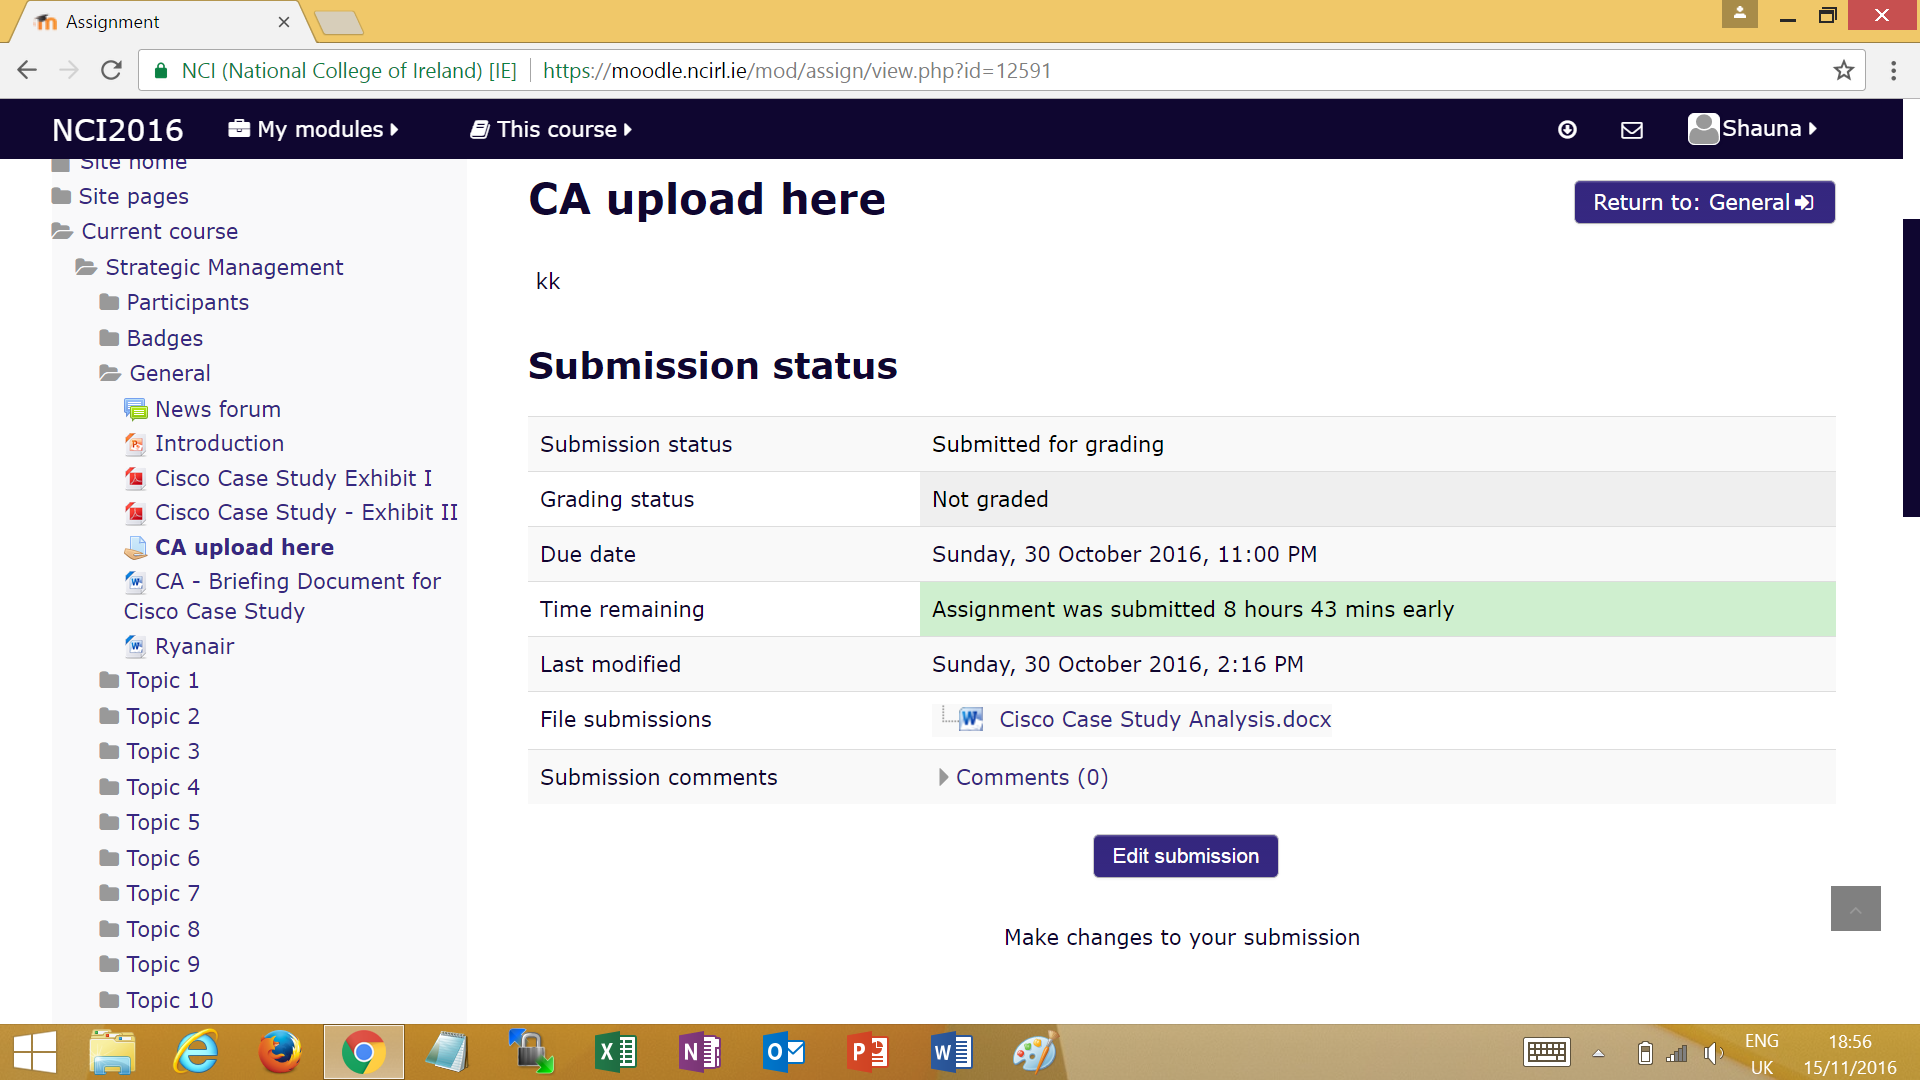 Assignment
NCI (National College of Ireland) [IE] https://moodle.ncirl.ie/mod/assign/view.php?id=12591
NCI2016 My modules This course Shauna
Site home
Site pages
Current course
Strategic Management
Participants
Badges
General
News forum
Introduction
Cisco Case Study Exhibit I
Cisco Case Study - Exhibit II
CA upload here
CA - Briefing Document for
Cisco Case Study
Ryanair
Topic 1
Topic 2
Topic 3
Topic 4
Topic 5
Topic 6
Topic 7
Topic 8
Topic 9
Topic 10
CA upload here
Return to: General
kk
Submission status
Submission status Submitted for grading
Grading status Not graded
Due date Sunday, 30 October 2016, 11:00 PM
Time remaining Assignment was submitted 8 hours 43 mins early
Last modified Sunday, 30 October 2016, 2:16 PM
File submissions Cisco Case Study Analysis.docx
Submission comments Comments (0)
Edit submission
Make changes to your submission
ENG 18:56
UK 15/11/2016